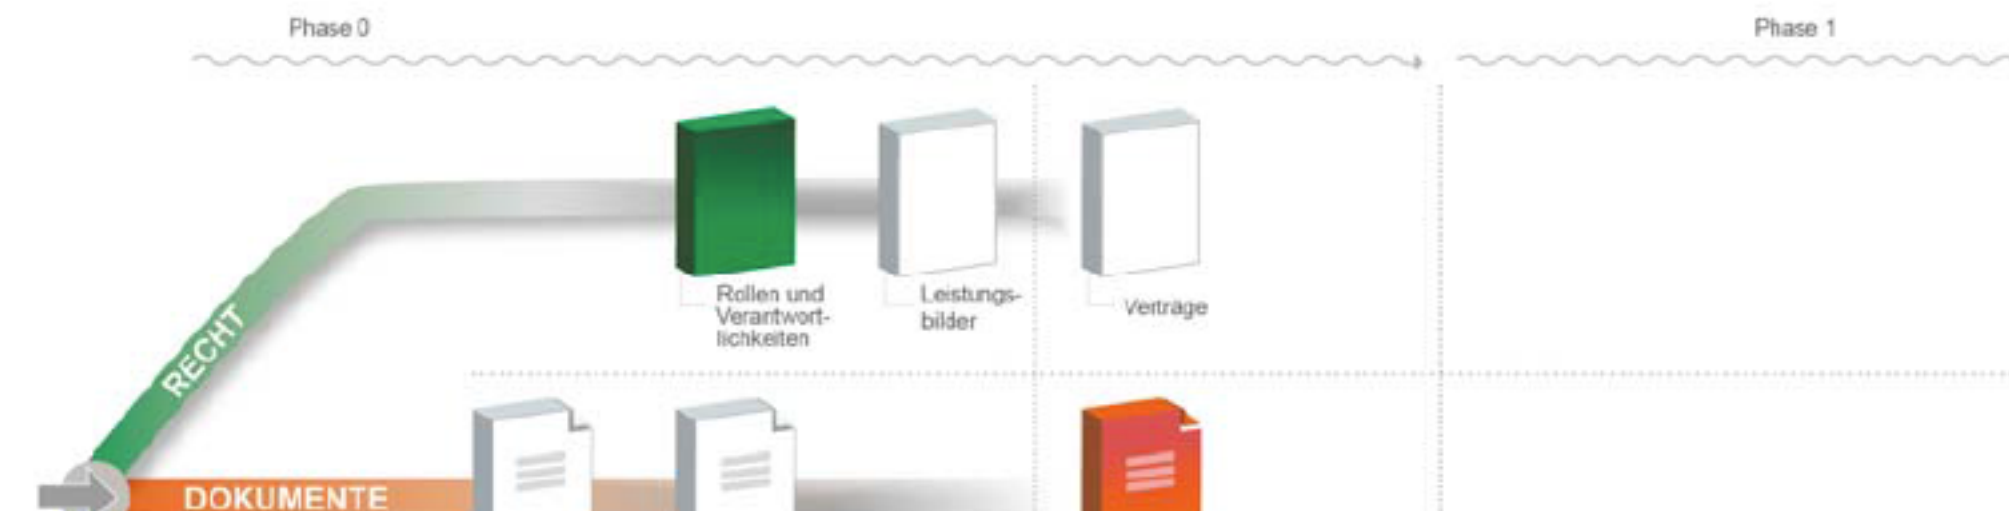 Phase 0
Phase 1
Rollen und
Verantwort-
lichkeiten
Leistungs-
bilder
Verträge
RECHT
DOKUMENTE